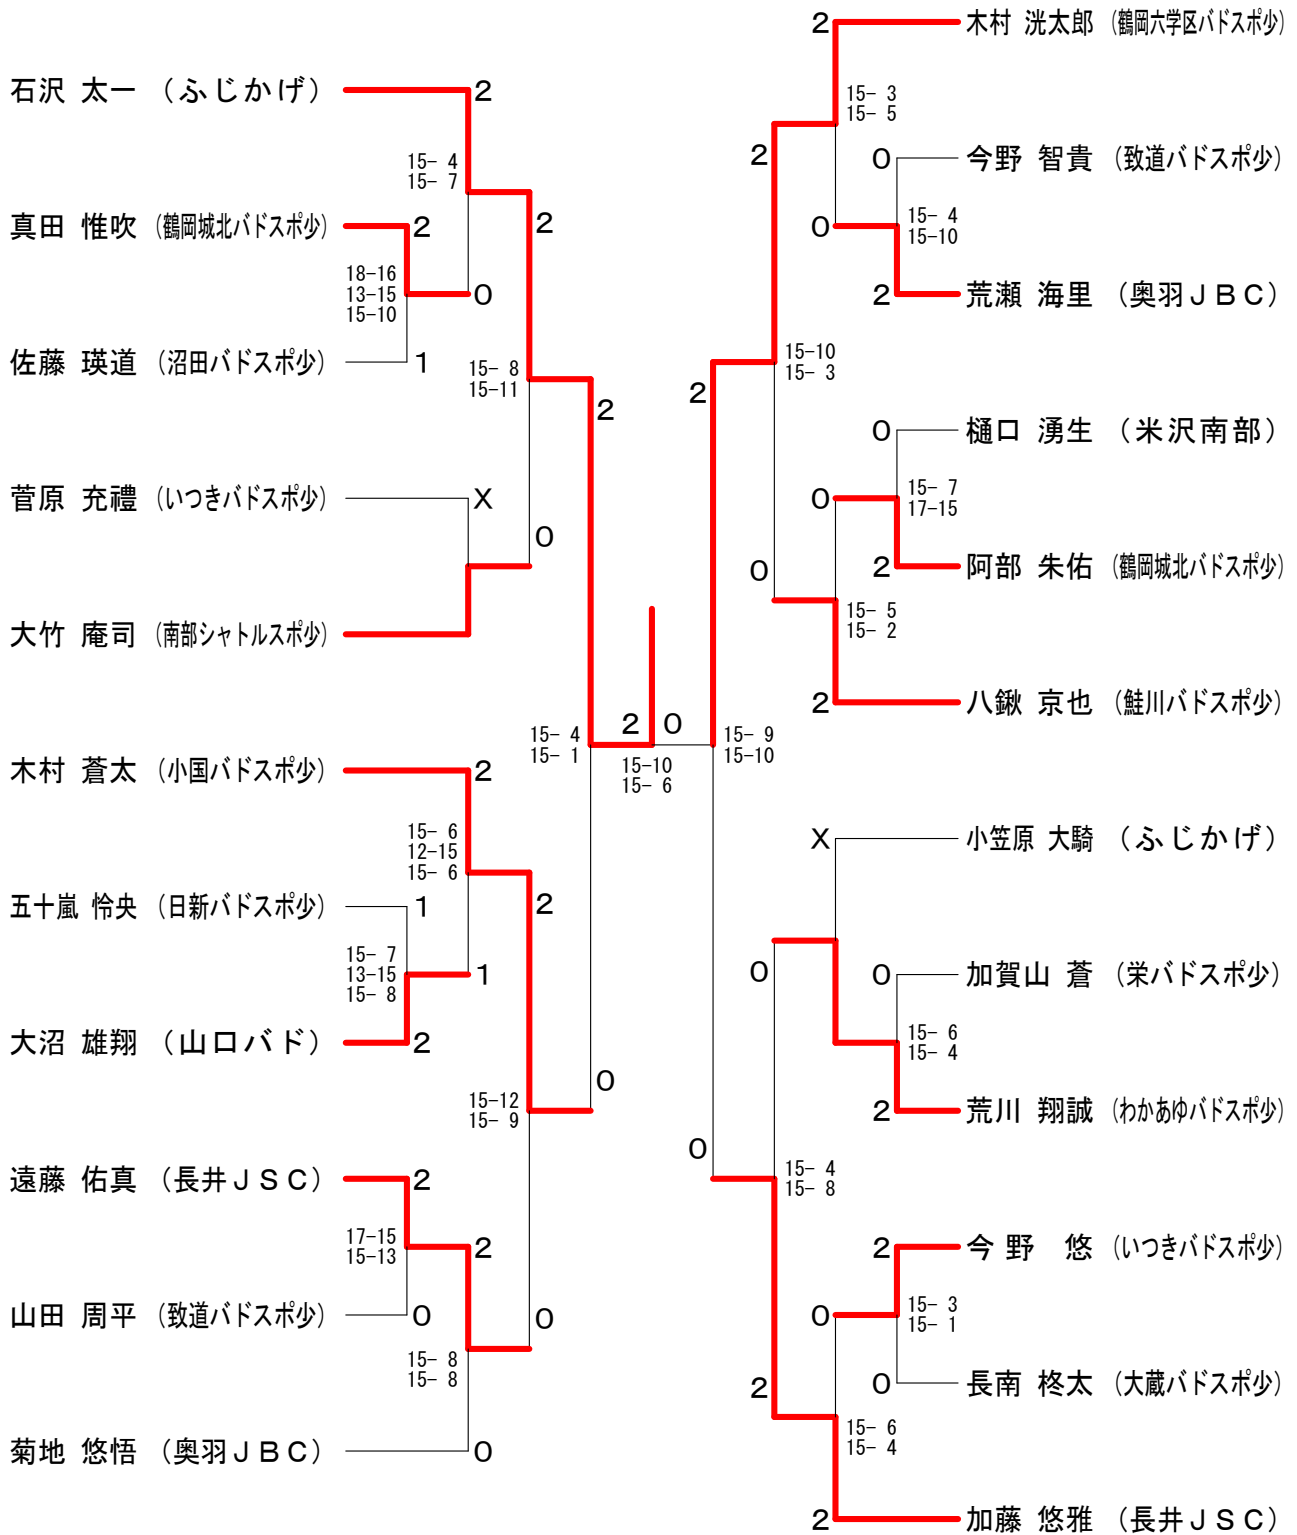 石沢 太一 （ふじかげ）
2
15- 4
15- 7
真田 惟吹 （鶴岡城北バドスポ少）
2
18-16
13-15
15-10
0
佐藤 瑛道 （沼田バドスポ少）
1
2
15- 8
15-11
菅原 充禮 （いつきバドスポ少）
X
0
大竹 庵司 （南部シャトルスポ少）
2
15- 4
15- 1
木村 蒼太 （小国バドスポ少）
2
15- 6
12-15
15- 6
五十嵐 怜央 （日新バドスポ少）
1
15- 7
13-15
15- 8
1
大沼 雄翔 （山口バド）
2
2
15-12
15- 9
0
遠藤 佑真 （長井ＪＳＣ）
2
17-15
15-13
2
山田 周平 （致道バドスポ少）
0
0
15- 8
15- 8
菊地 悠悟 （奥羽ＪＢＣ）
0
2 0
15-10
15- 6
2 木村 洸太郎 （鶴岡六学区バドスポ少）
15- 3
15- 5
2
0 今野 智貴 （致道バドスポ少）
15- 4
15-10
0
2 荒瀬 海里 （奥羽ＪＢＣ）
15-10
15- 3
2
0 樋口 湧生 （米沢南部）
15- 7
17-15
0
2 阿部 朱佑 （鶴岡城北バドスポ少）
0
15- 5
15- 2
2 八鍬 京也 （鮭川バドスポ少）
15- 9
15-10
X 小笠原 大騎 （ふじかげ）
0
0 加賀山 蒼 （栄バドスポ少）
15- 6
15- 4
2 荒川 翔誠 （わかあゆバドスポ少）
0
15- 4
15- 8
2 今野 悠 （いつきバドスポ少）
15- 3
15- 1
0
0 長南 柊太 （大蔵バドスポ少）
2
15- 6
15- 4
2 加藤 悠雅 （長井ＪＳＣ）